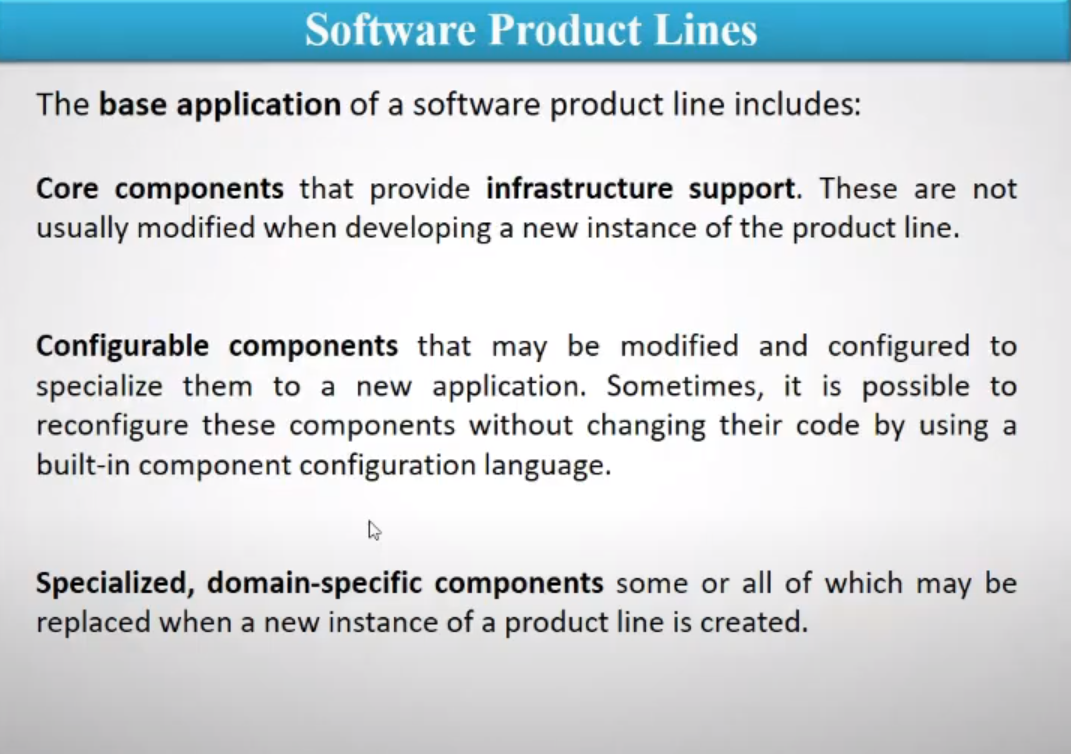 Software Product Lines
The base application of a software product line includes:
Core components that provide infrastructure support. These are not
usually modified when developing a new instance of the product line.
Configurable components that may be modified and configured to
specialize them to a new application. Sometimes, it is possible to
reconfigure these components without changing their code by using a
built-in component configuration language.
Specialized, domain-specific components some or all of which may be
replaced when a new instance of a product line is created.